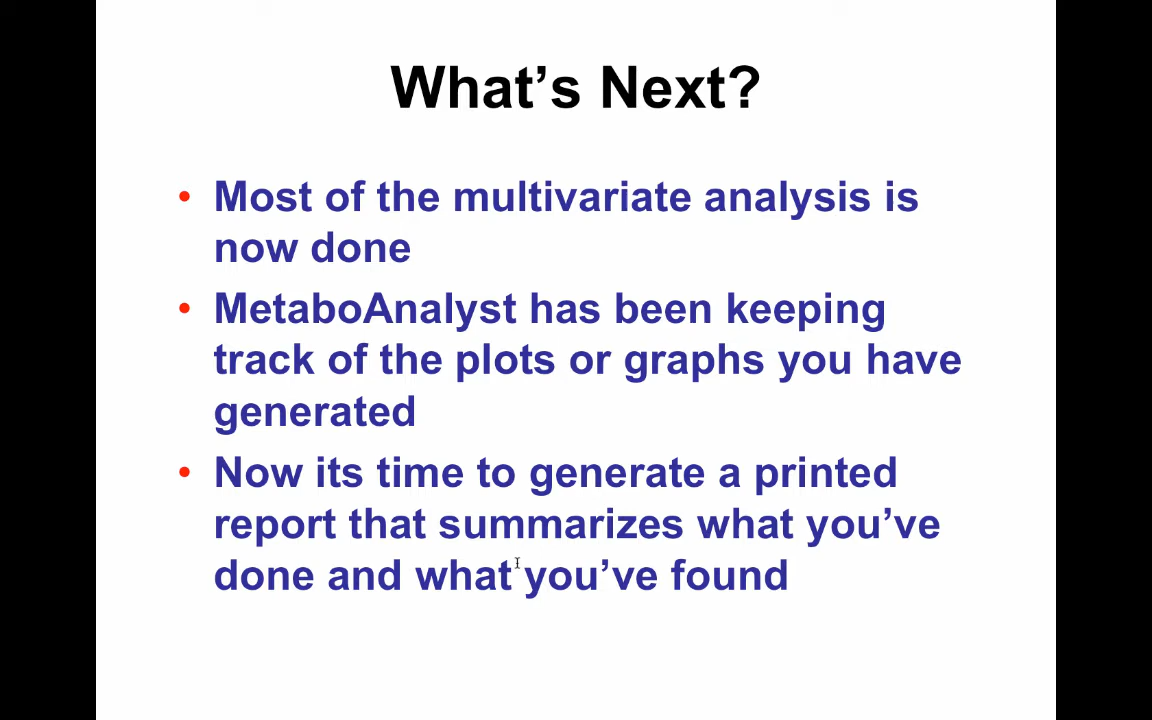 What’s Next?
• Most of the multivariate analysis is
now done
• MetaboAnalyst has been keeping
track of the plots or graphs you have
generated
• Now its time to generate a printed
report that summarizes what you’ve
done and what you’ve found